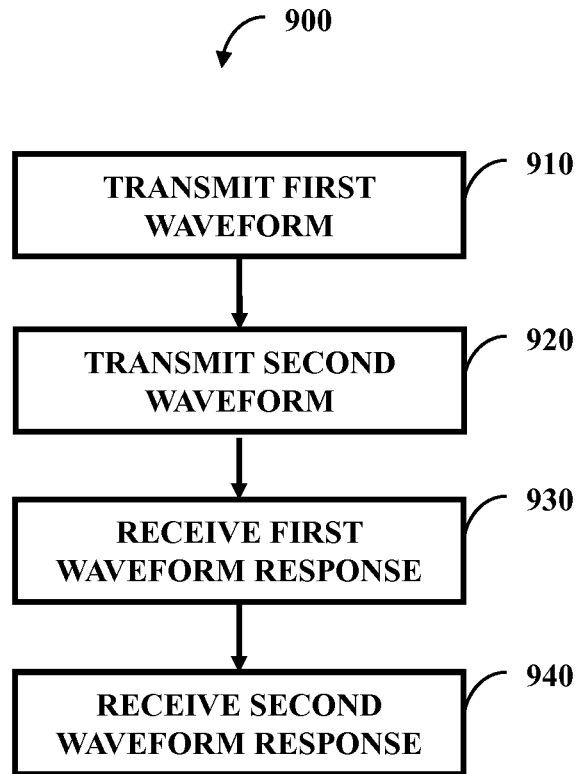 900
910
TRANSMIT FIRST
WAVEFORM
920
TRANSMIT SECOND
WAVEFORM
930
RECEIVE FIRST
WAVEFORM RESPONSE
940
RECEIVE SECOND
WAVEFORM RESPONSE